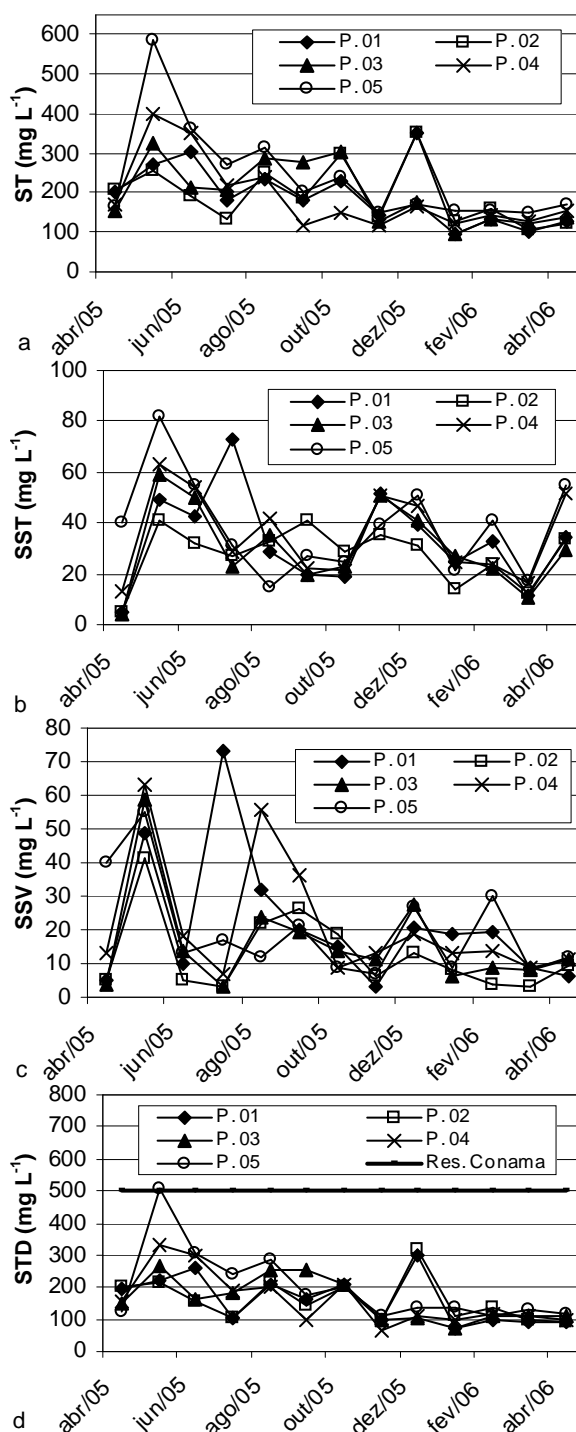 700
600
500
400
300
200
100
0
ST (mg L-1)
P. 01 P. 02
P. 03 P. 04
P. 05
abr/05 jun/05 ago/05 out/05 dez/05 fev/06 abr/06
a
100
80
60
40
20
0
SST (mg L-1)
P. 01 P. 02
P. 03 P. 04
P. 05
abr/05 jun/05 ago/05 out/05 dez/05 fev/06 abr/06
b
80
70
60
50
40
30
20
10
0
SSV (mg L-1)
P. 01 P. 02
P. 03 P. 04
P. 05
abr/05 jun/05 ago/05 out/05 dez/05 fev/06 abr/06
c
800
700
600
500
400
300
200
100
0
STD (mg L-1)
P. 01 P. 02
P. 03 P. 04
P. 05 Res. Conama
abr/05 jun/05 ago/05 out/05 dez/05 fev/06 abr/06
d